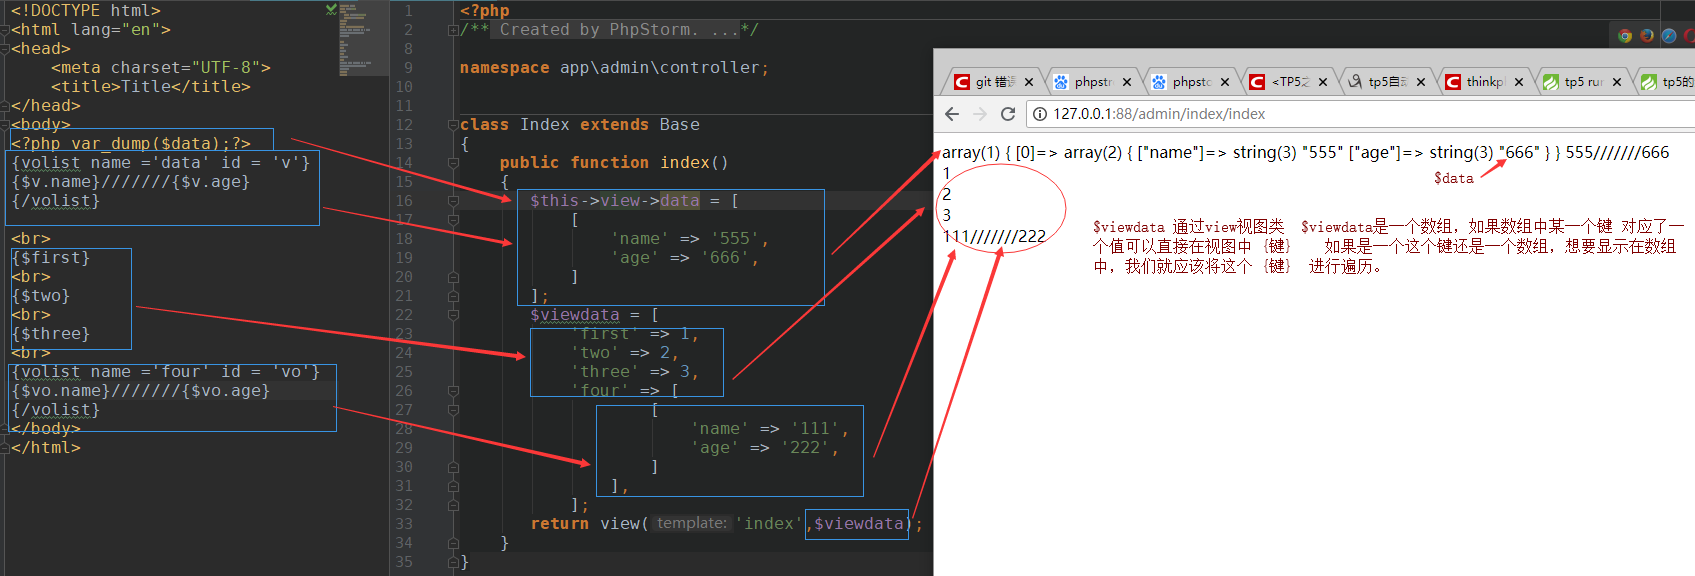 <!DOCTYPE html>
<html lang="en">
<head>
    <meta charset="UTF-8">
    <title>Title</title>
</head>
<body>
<?php var_dump($data);?>
{volist name ='data' id = 'v'}
{$v.name}///////{$v.age}
{/volist}
<br>
{$first}
<br>
{$two}
<br>
{$three}
<br>
{volist name ='four' id = 'vo'}
{$vo.name}///////{$vo.age}
{/volist}
</body>
</html>
1 <?php
2 /** Created by PhpStorm. ...*/
8
9 namespace app\admin\controller;
10
11
12 class Index extends Base
13 {
14     public function index()
15     {
16         $this->view->data = [
17             [
18                 'name' => '555',
19                 'age' => '666',
20             ]
21         ];
22         $viewdata = [
23             'first' => 1,
24             'two' => 2,
25             'three' => 3,
26             'four' => [
27                 [
28                     'name' => '111',
29                     'age' => '222',
30                 ]
31             ],
32         ];
33         return view( template: 'index',$viewdata);
34     }
35 }
git 错误
phpstr
phpsto
<TP5之
tp5自动
thinkph
tp5 run
tp5的
127.0.0.1:88/admin/index/index
array(1) { [0]=> array(2) { ["name"]=> string(3) "555" ["age"]=> string(3) "666" } } 555///////666
1
2
3
111///////222
$data
$viewdata 通过view视图类  $viewdata是一个数组，如果数组中某一个键 对应了一
个值可以直接在视图中 {键}    如果是一个这个键还是一个数组，想要显示在数组
中，我们就应该将这个 {键}  进行遍历。